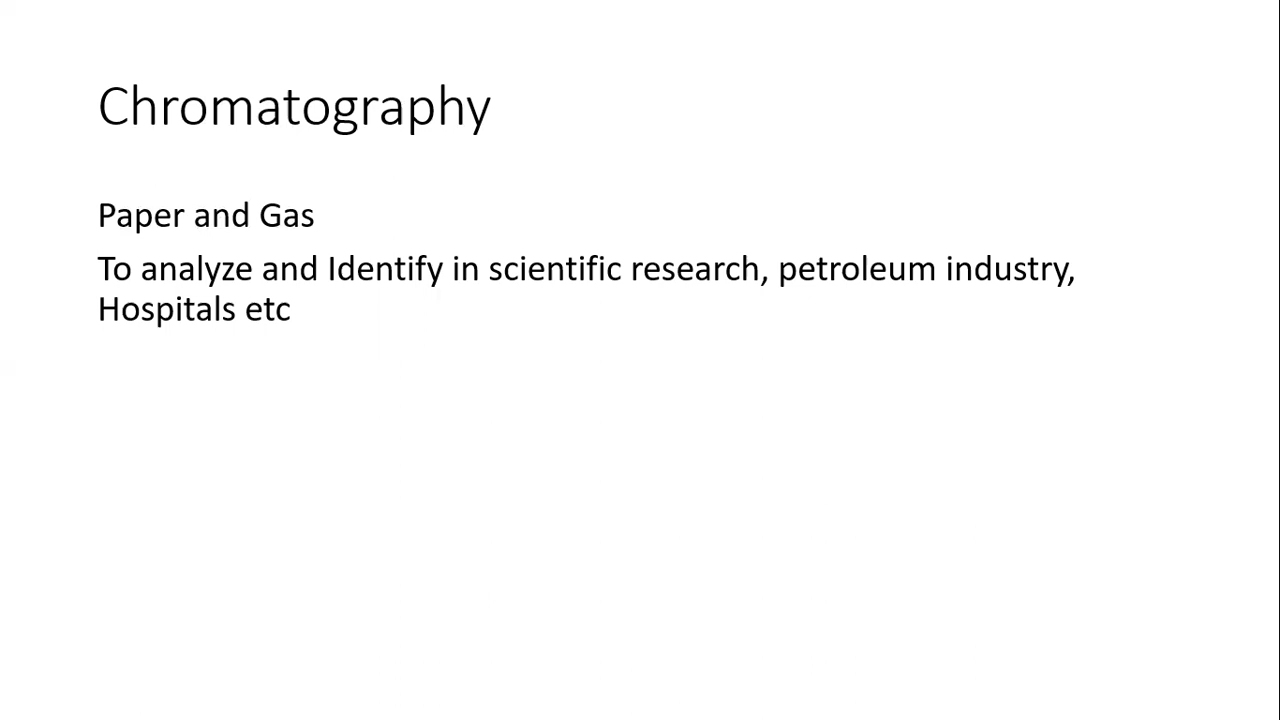 Chromatography
Paper and Gas
To analyze and Identify in scientific research, petroleum industry,
Hospitals etc